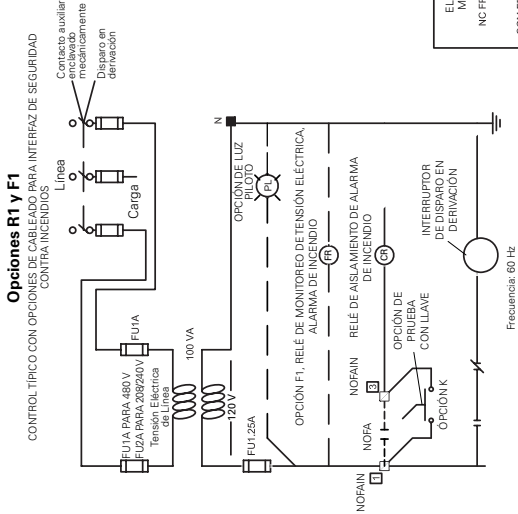 Opciones R1 y F1
CONTROL TÍPICO CON OPCIONES DE CABLEADO PARA INTERFAZ DE SEGURIDAD
CONTRA INCENDIOS
Línea
Contacto auxiliar
enclavado
mecánicamente
Disparo en
derivación
Carga
FU1A PARA 480 V
FU2A PARA 208/240V
Tensión Eléctrica
de Línea
FU1A
100 VA
120 V
FU1.25A
N
OPCIÓN DE LUZ
PILOTO
PL
OPCIÓN F1, RELÉ DE MONITOREO DE TENSIÓN ELÉCTRICA,
ALARMA DE INCENDIO
FR
RELÉ DE AISLAMIENTO DE ALARMA
DE INCENDIO
CR
NOFAIN
1
NOFA
NOFAIN
3
OPCIÓN DE
PRUEBA
CON LLAVE
OPCIÓN K
INTERRUPTOR
DE DISPARO EN
DERIVACIÓN
Frecuencia: 60 Hz
EL
M
NC FR